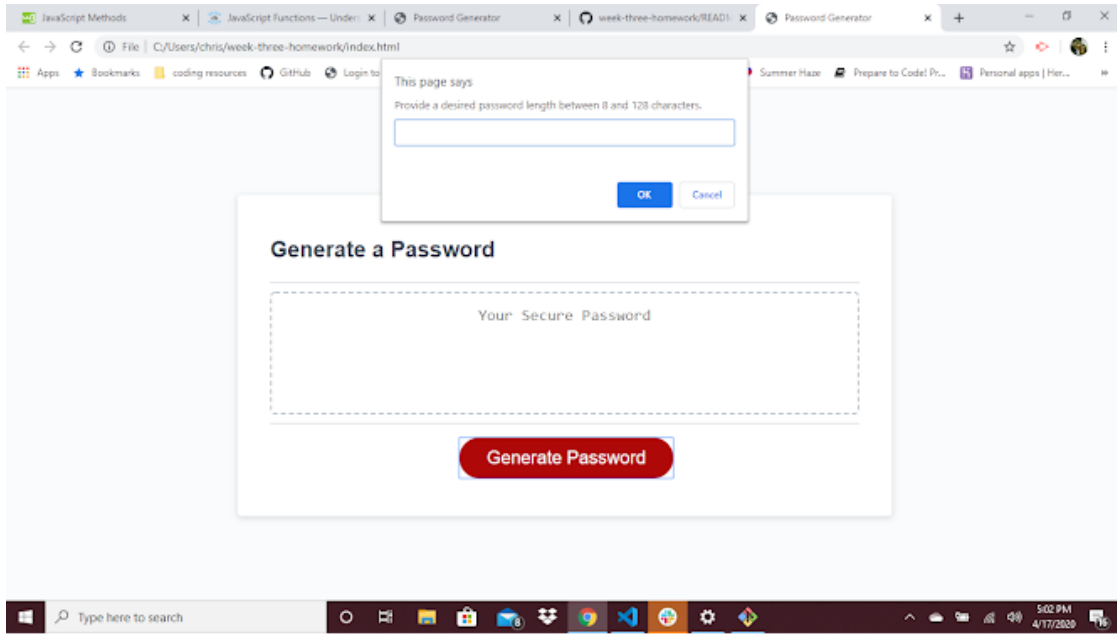 JavaScript Methods
JavaScript Functions — Under
Password Generator
week-three-homework/READ
Password Generator
File
C:/Users/chris/week-three-homework/index.html
Apps
Bookmarks
coding resources
GitHub
Login to
Summer Haze
Prepare to Code! Pr...
Personal apps | Her...
This page says
Provide a desired password length between 8 and 128 characters.
OK
Cancel
Generate a Password
Your Secure Password
Generate Password
Type here to search
8
5:02 PM
4/17/2020
16